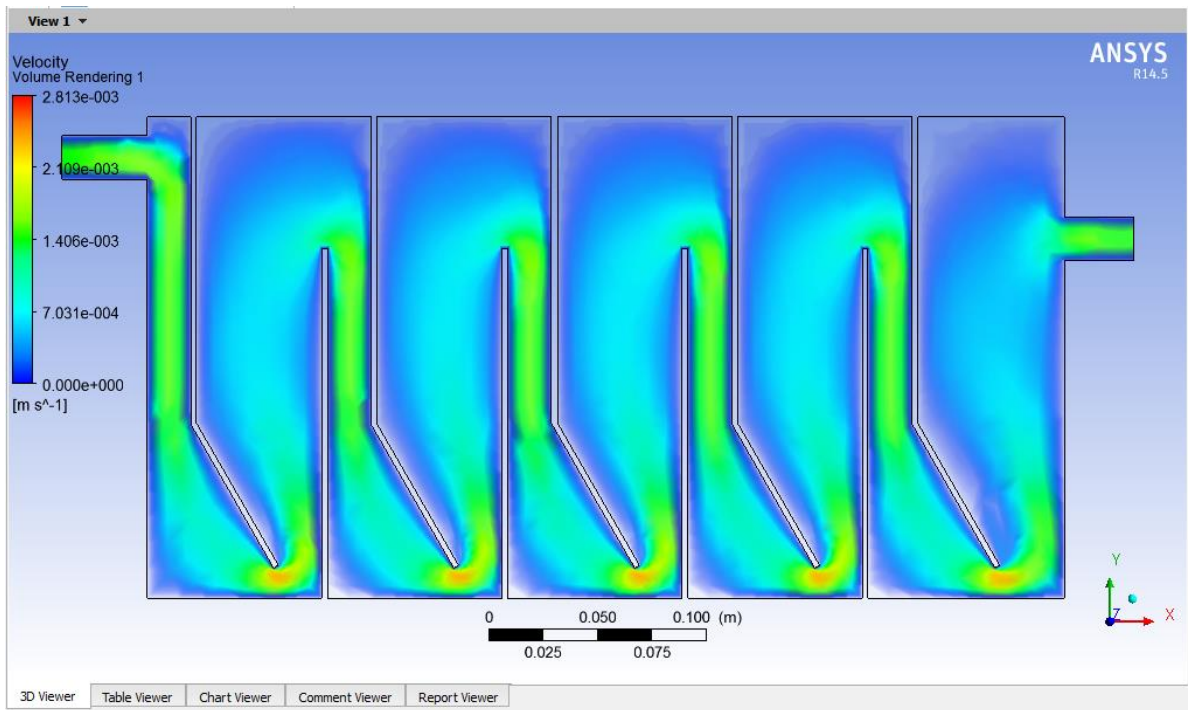 View 1
Velocity
Volume Rendering 1
ANSYS
R14.5
2.813e-003
2.109e-003
1.406e-003
7.031e-004
0.000e+000
[m s^-1]
0 0.050 0.100 (m)
0.025 0.075
Y
Z X
3D Viewer Table Viewer Chart Viewer Comment Viewer Report Viewer